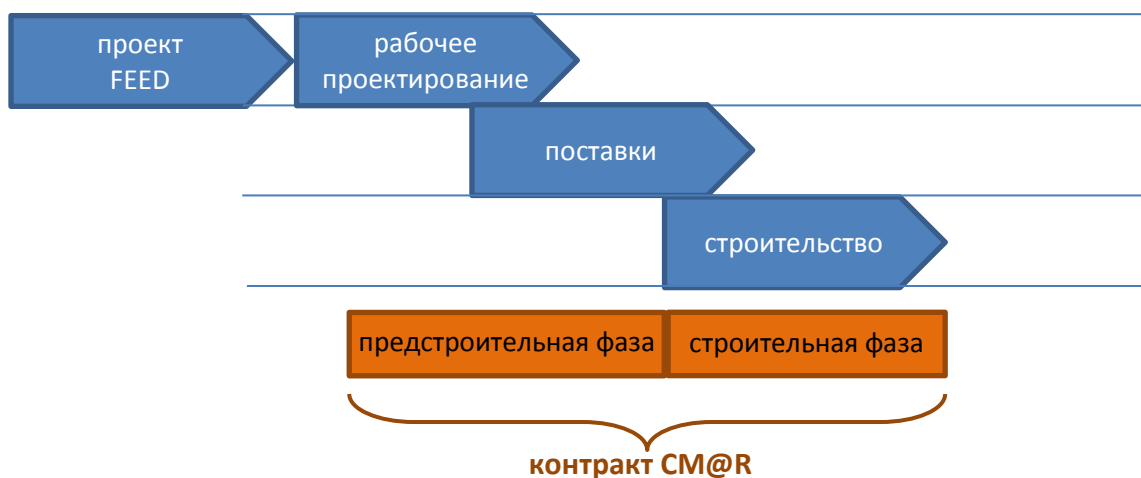 проект
FEED
рабочее
проектирование
поставки
строительство
предстроительная фаза
строительная фаза
контракт CM@R